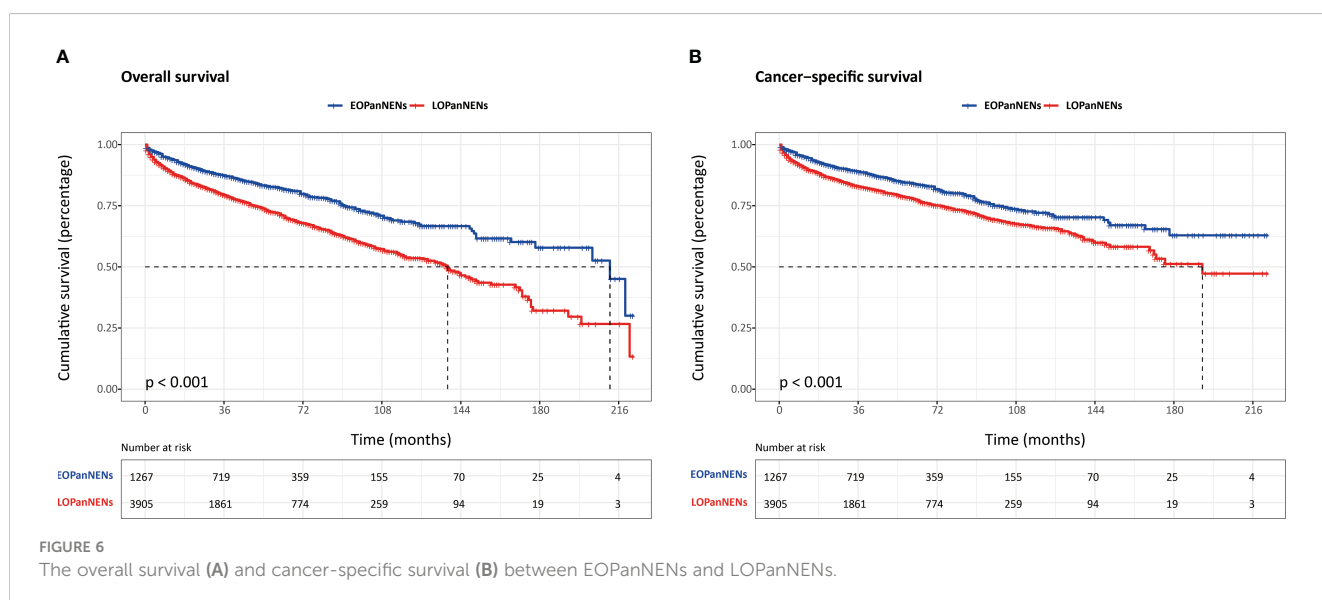 A
Overall survival
EOPanNENs LOPanNENs
Cumulative survival (percentage)
1.00
0.75
0.50
0.25
0.00
p < 0.001
0 36 72 108 144 180 216
Time (months)
Number at risk
EOPanNENs 1267 719 359 155 70 25 4
LOPanNENs 3905 1861 774 259 94 19 3
B
Cancer–specific survival
EOPanNENs LOPanNENs
Cumulative survival (percentage)
1.00
0.75
0.50
0.25
0.00
p < 0.001
0 36 72 108 144 180 216
Time (months)
Number at risk
EOPanNENs 1267 719 359 155 70 25 4
LOPanNENs 3905 1861 774 259 94 19 3
FIGURE 6
The overall survival (A) and cancer-specific survival (B) between EOPanNENs and LOPanNENs.